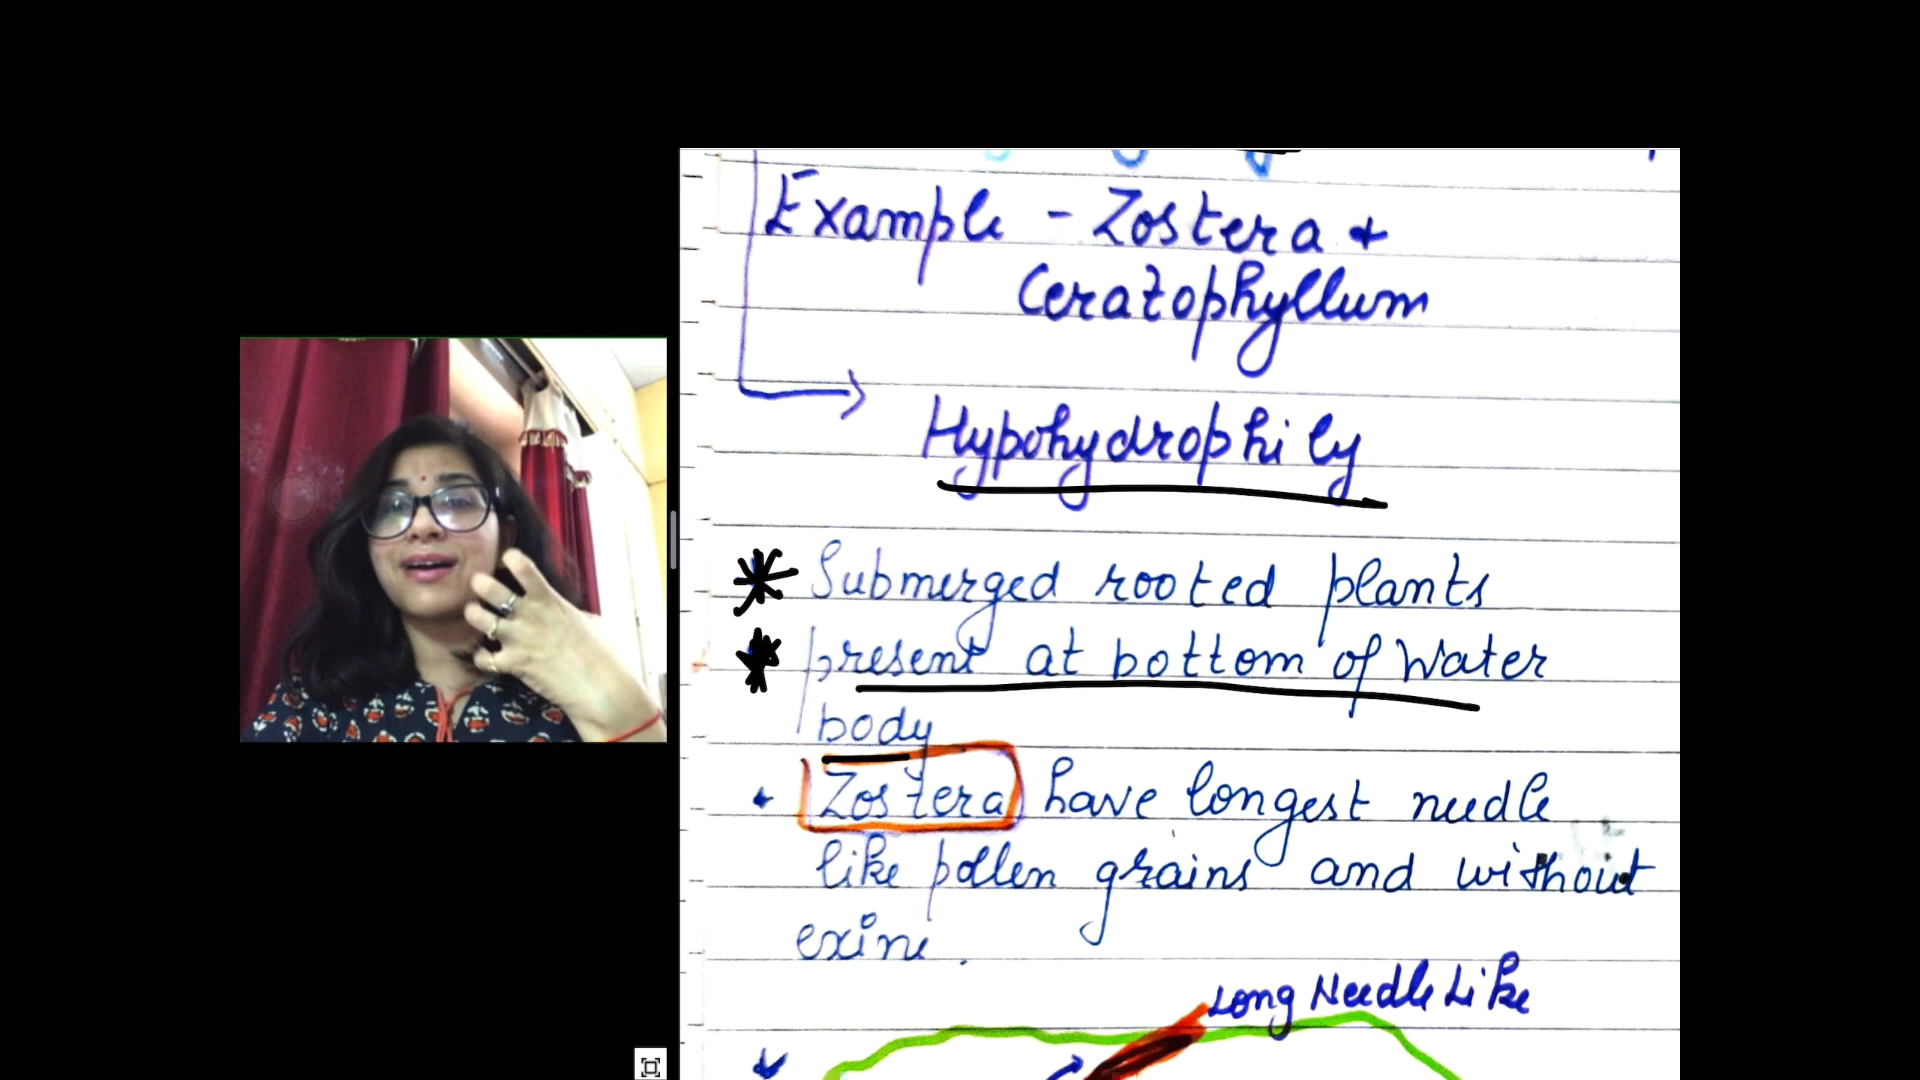 Example - Zostera &
Ceratophyllum
Hypohydrophily
Submerged rooted plants
present at bottom of Water
body
Zostera have longest needle
like pollen grains and without
exine.
Long Needle Like